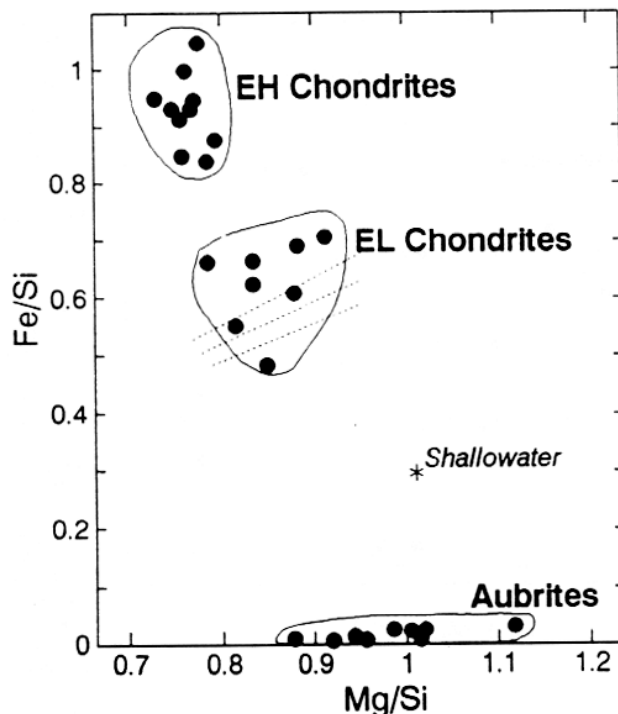 EH Chondrites
1
EL Chondrites
0.8
0.6
Fe/Si
0.4
*Shallowater
0.2
Aubrites
0
0.7 0.8 0.9 1 1.1 1.2
Mg/Si